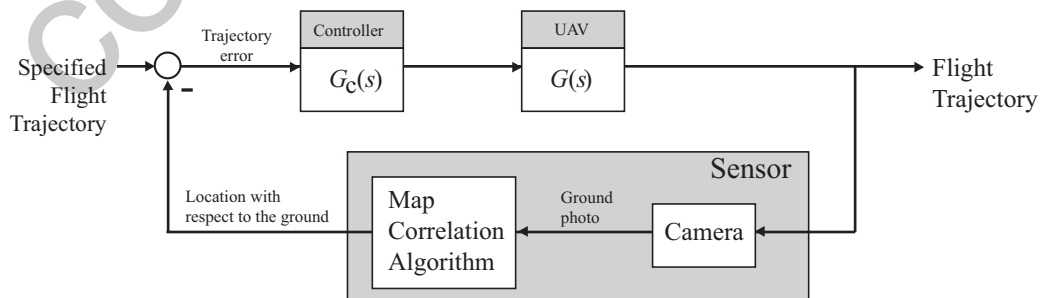 Trajectory
error
Controller
G_c(s)
UAV
G(s)
Specified
Flight
Trajectory
-
Flight
Trajectory
Sensor
Location with
respect to the ground
Map
Correlation
Algorithm
Ground
photo
Camera